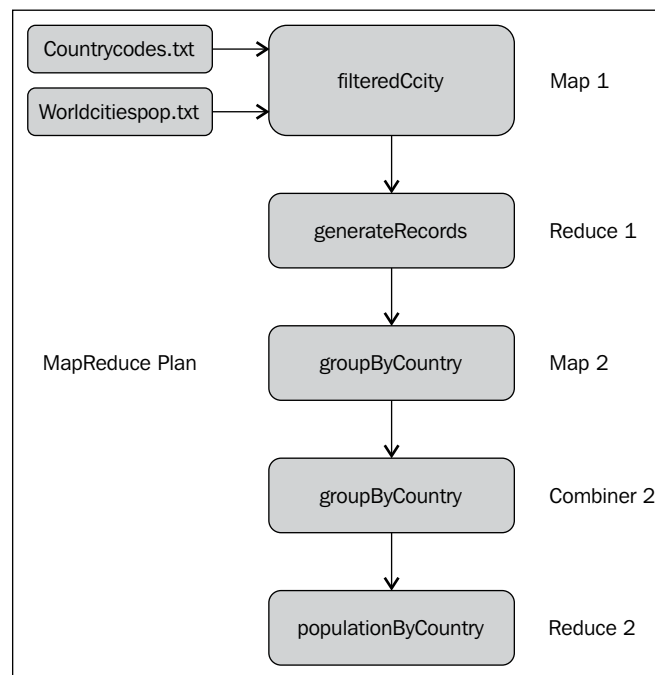 Countrycodes.txt
filteredCcity
Map 1
Worldcitiespop.txt
generateRecords
Reduce 1
MapReduce Plan
groupByCountry
Map 2
groupByCountry
Combiner 2
populationByCountry
Reduce 2